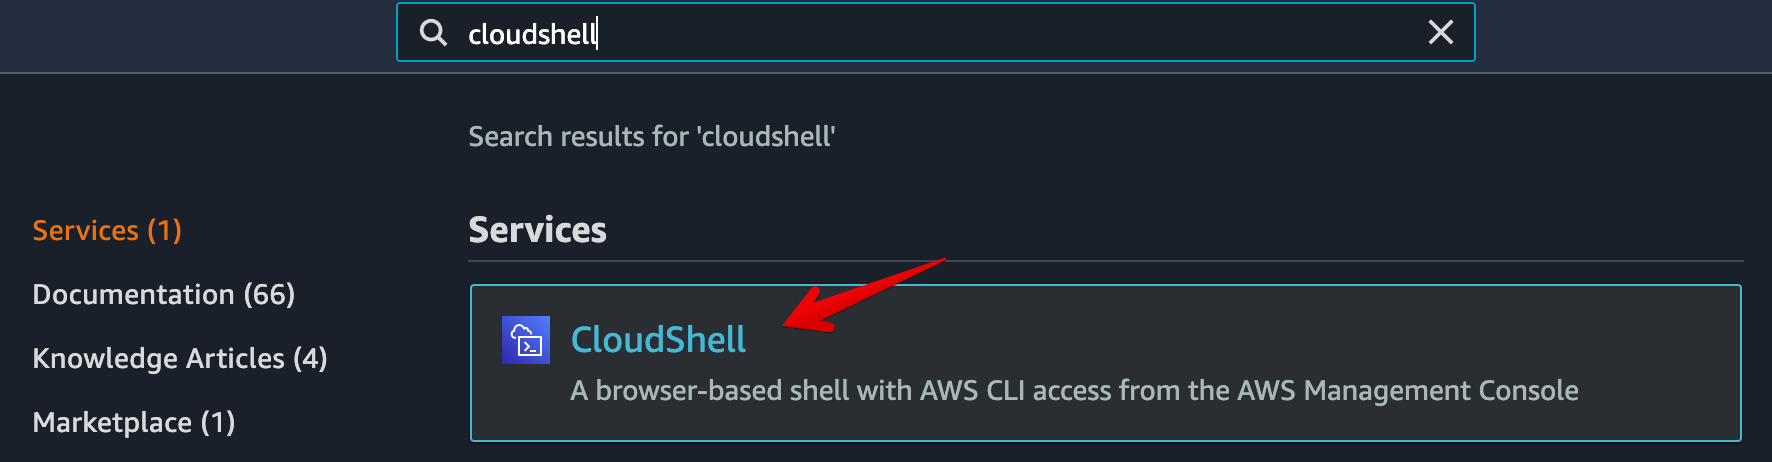 cloudshell
Search results for 'cloudshell'
Services (1)
Documentation (66)
Knowledge Articles (4)
Marketplace (1)
Services
CloudShell
A browser-based shell with AWS CLI access from the AWS Management Console